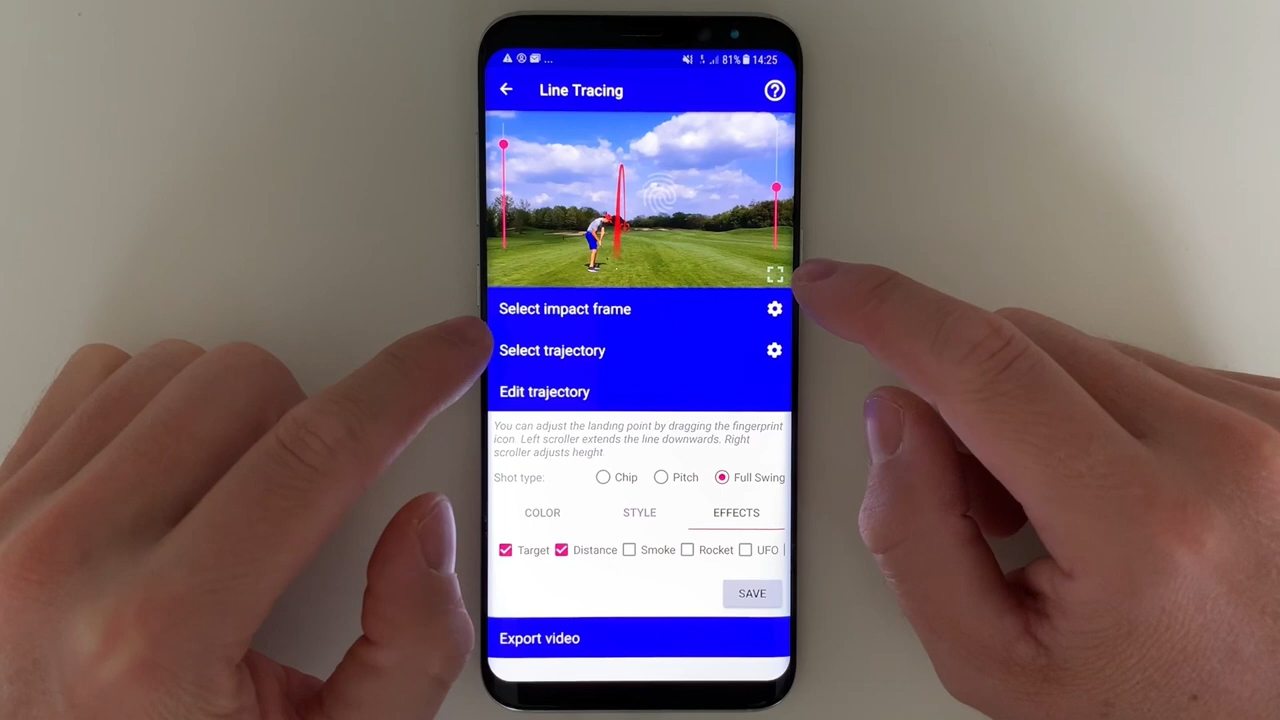 ... 81% 14:25
Line Tracing
Select impact frame
Select trajectory
Edit trajectory
You can adjust the landing point by dragging the fingerprint
icon. Left scroller extends the line downwards. Right
scroller adjusts height
Shot type: Chip Pitch Full Swing
COLOR STYLE EFFECTS
Target Distance Smoke Rocket UFO
SAVE
Export video